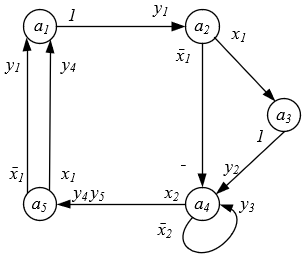 a₁ 1 y₁ a₂
x̄₁ x₁
y₁ y₄ a₃
1
- y₂
x̄₁ x₁ y₄y₅ x₂ a₄ y₃
a₅ x̄₂